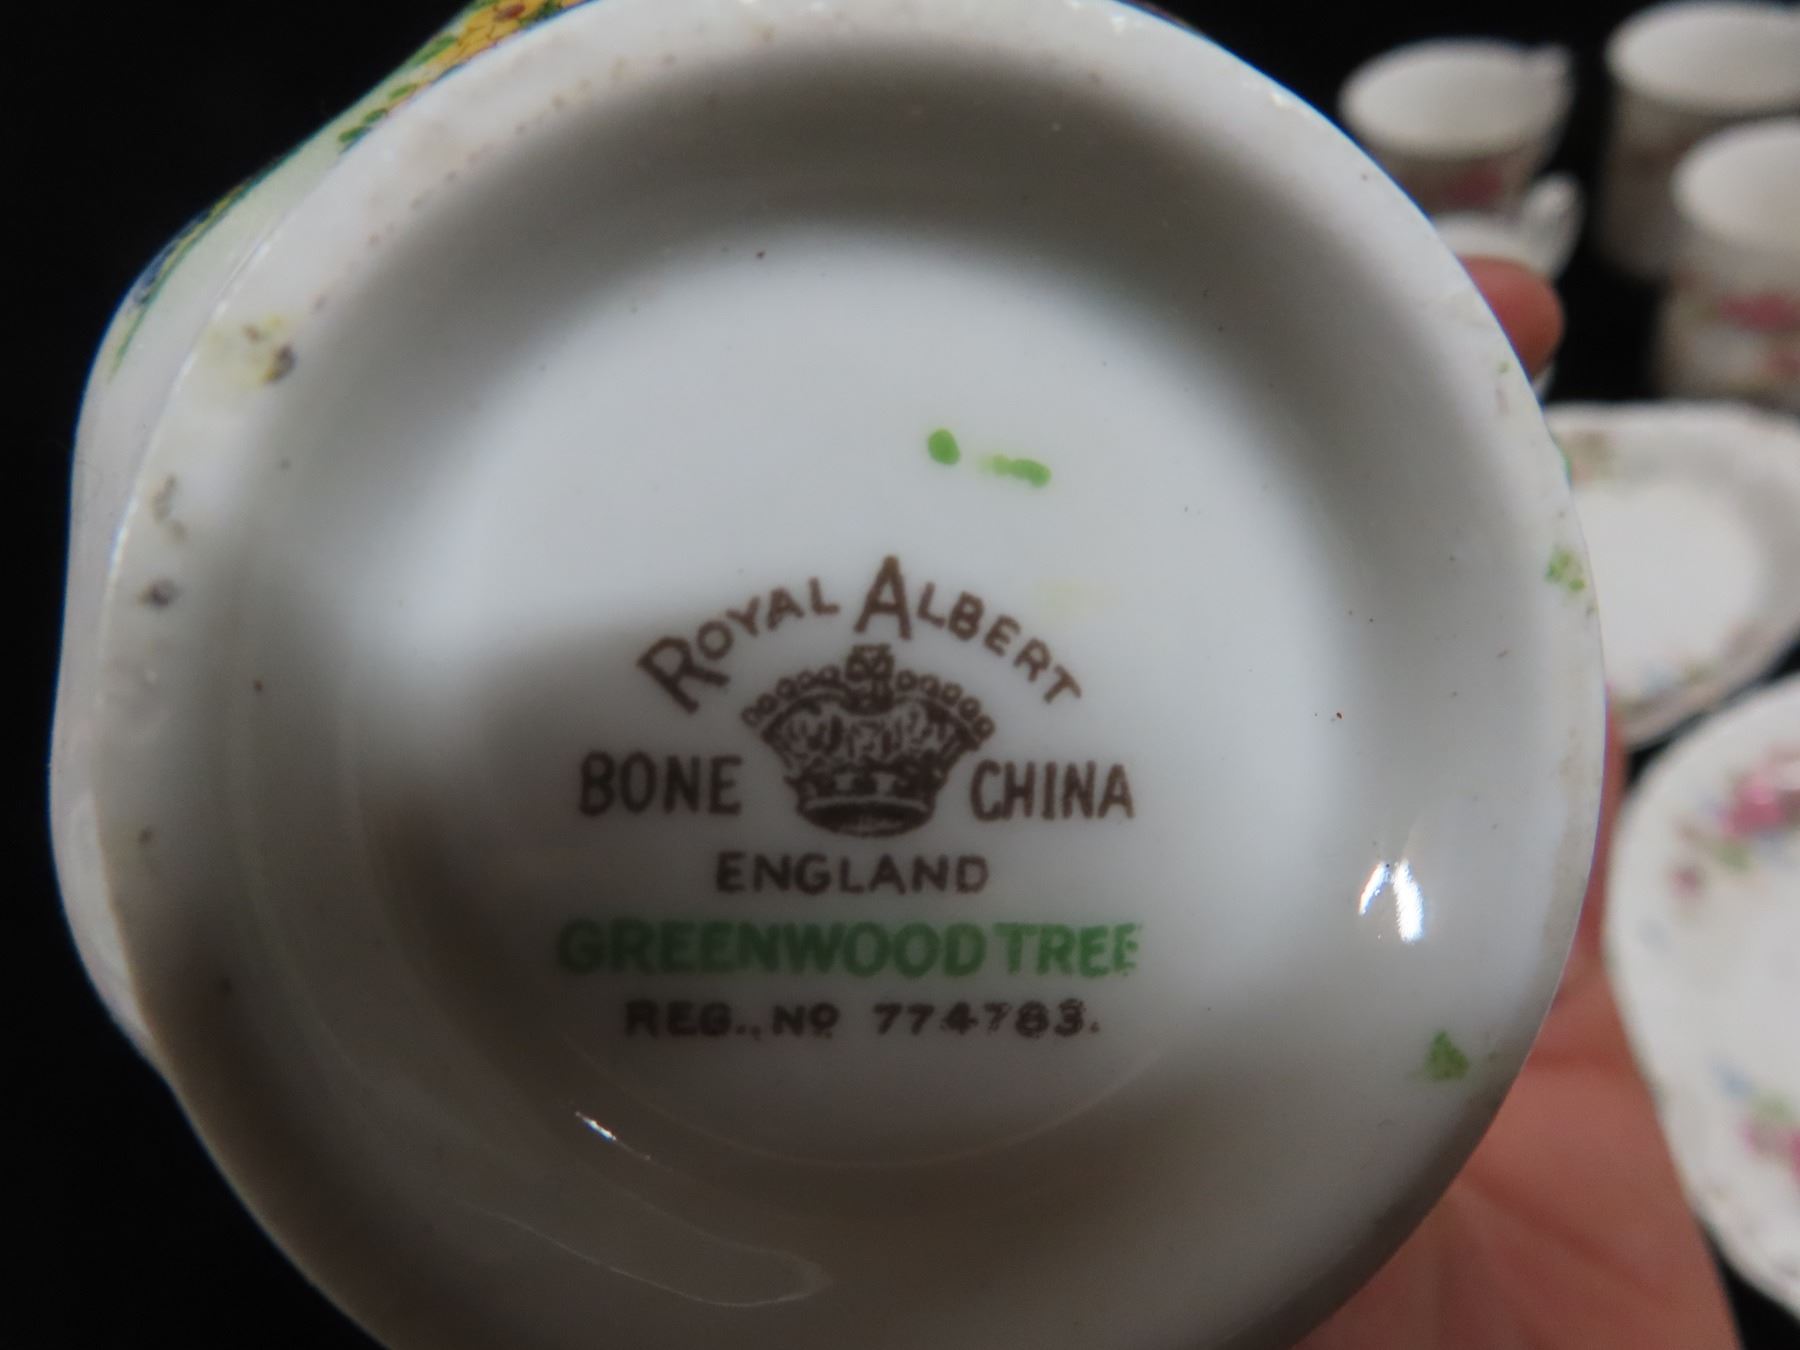 ROYAL ALBERT
BONE CHINA
ENGLAND
GREENWOOD TREE
REG., No 774783.